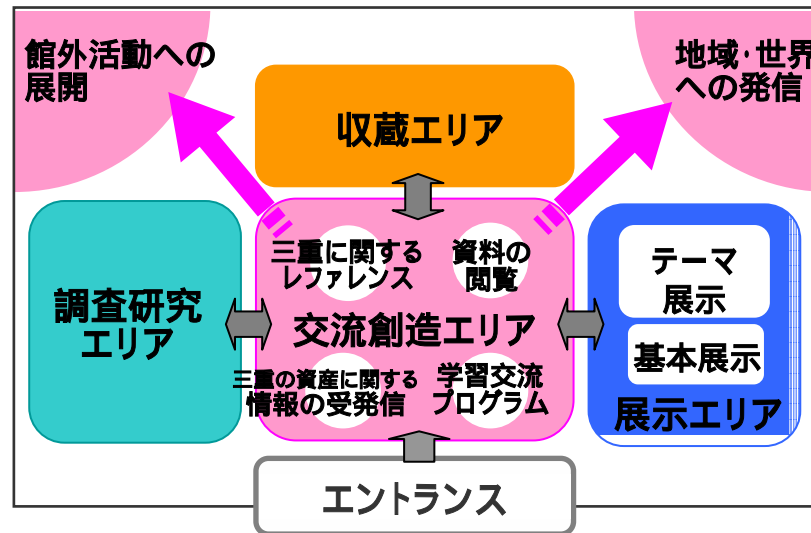 館外活動への
展開
地域・世界
への発信
収蔵エリア
三重に関する
レファレンス
資料の
閲覧
テーマ
展示
調査研究
エリア
交流創造エリア
基本展示
三重の資産に関する
情報の受発信
学習交流
プログラム
展示エリア
エントランス